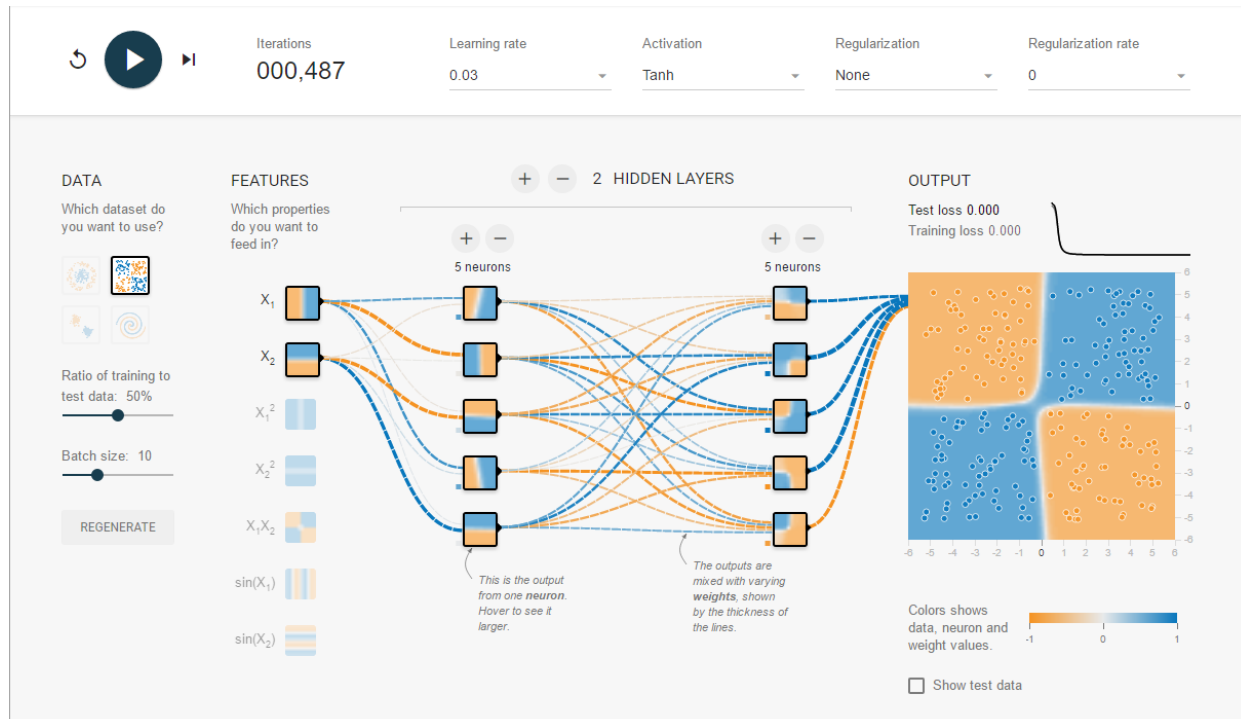 Iterations
000,487
Learning rate
0.03
Activation
Tanh
Regularization
None
Regularization rate
0
DATA
Which dataset do
you want to use?
Ratio of training to
test data: 50%
Batch size: 10
REGENERATE
FEATURES
Which properties
do you want to
feed in?
X₁
X₂
X₁²
X₂²
X₁X₂
sin(X₁)
sin(X₂)
+ − 2 HIDDEN LAYERS
+ −
5 neurons
+ −
5 neurons
This is the output
from one neuron.
Hover to see it
larger.
The outputs are
mixed with varying
weights, shown
by the thickness of
the lines.
OUTPUT
Test loss 0.000
Training loss 0.000
6
5
4
3
2
1
0
-1
-2
-3
-4
-5
-6
-6 -5 -4 -3 -2 -1 0 1 2 3 4 5 6
Colors shows
data, neuron and
weight values.
-1 0 1
Show test data